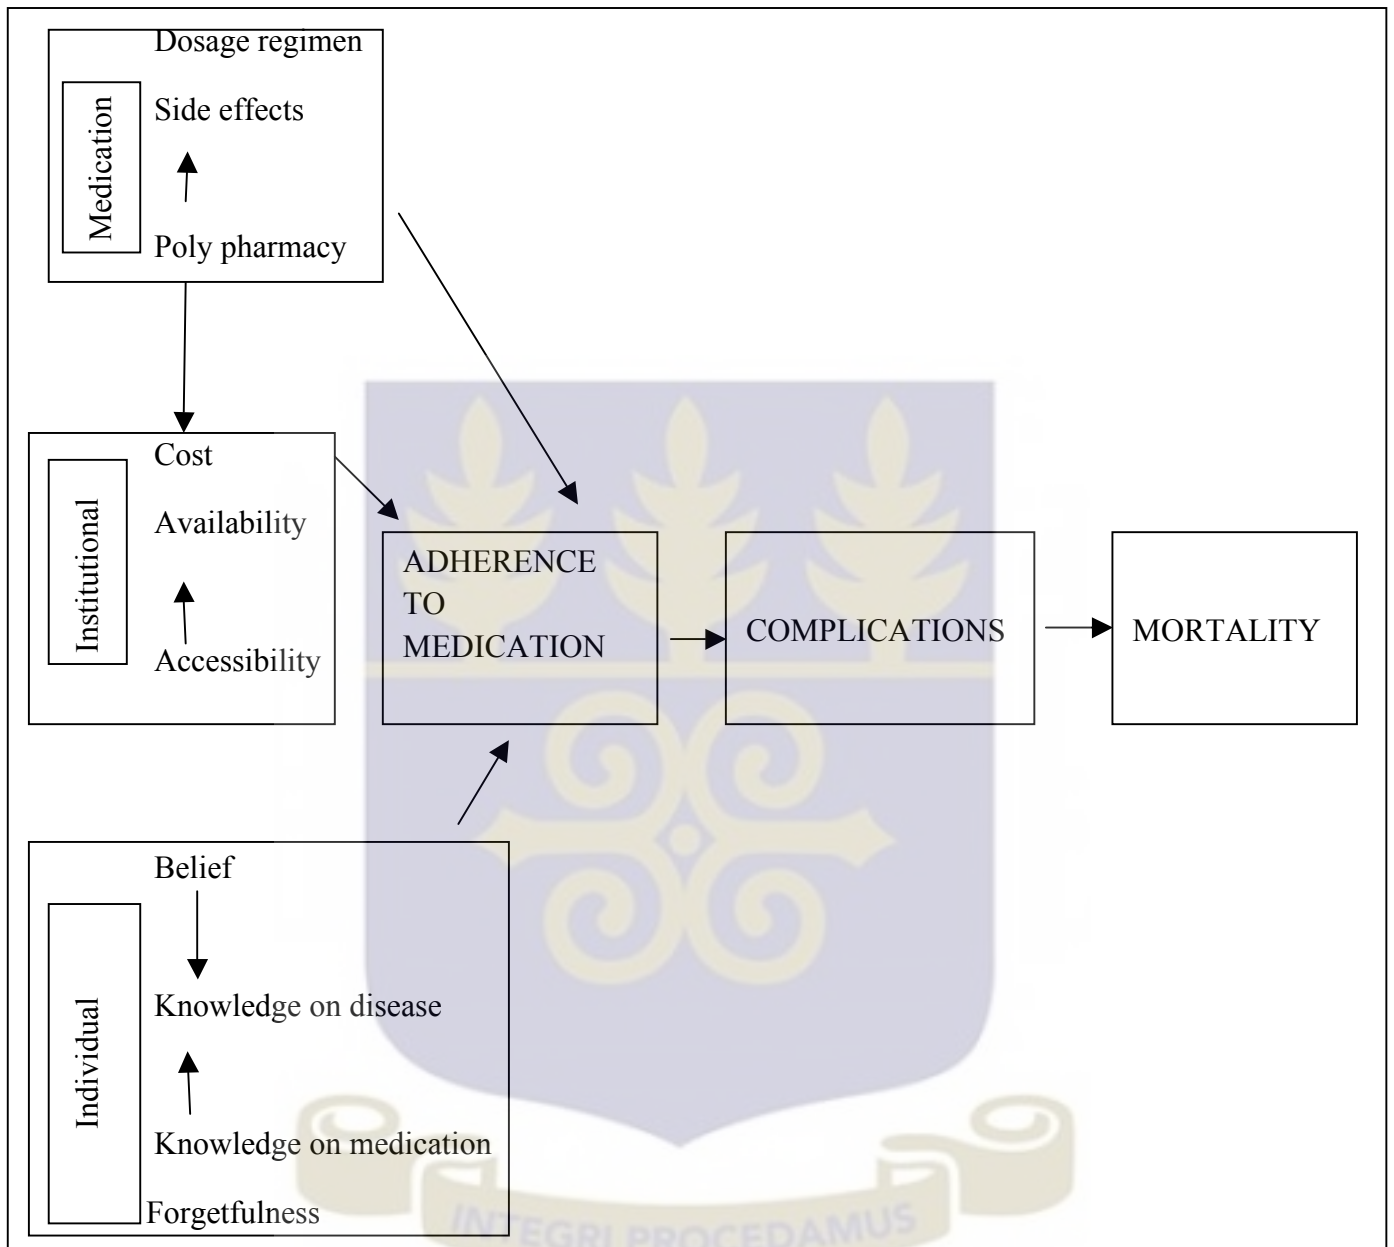 Dosage regimen
Medication
Side effects
Poly pharmacy
Cost
Institutional
Availability
Accessibility
ADHERENCE
TO
MEDICATION
COMPLICATIONS
MORTALITY
Belief
Individual
Knowledge on disease
Knowledge on medication
Forgetfulness
INTEGRI PROCEDAMUS